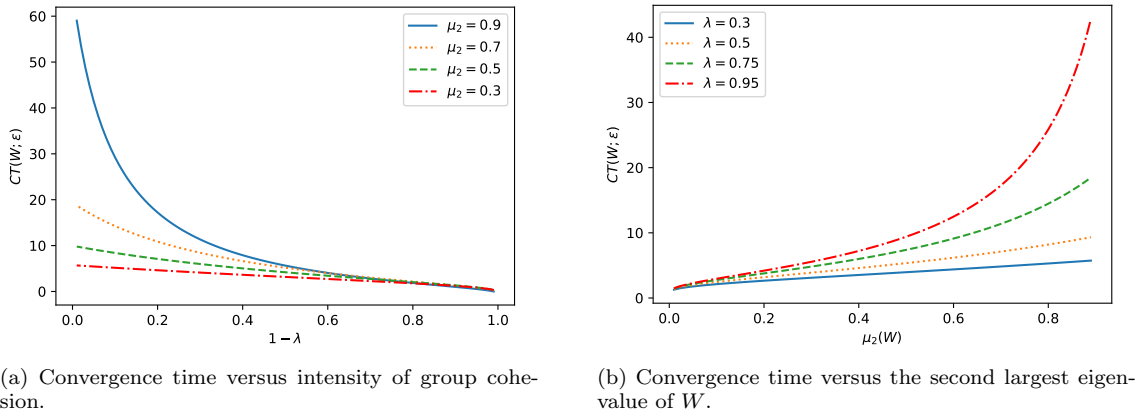 60
50
40
30
20
10
0
CT(W; ε)
μ₂ = 0.9
μ₂ = 0.7
μ₂ = 0.5
μ₂ = 0.3
0.0 0.2 0.4 0.6 0.8 1.0
1 − λ
40
30
20
10
0
CT(W; ε)
λ = 0.3
λ = 0.5
λ = 0.75
λ = 0.95
0.0 0.2 0.4 0.6 0.8
μ₂(W)
(a) Convergence time versus intensity of group cohe-
sion.
(b) Convergence time versus the second largest eigen-
value of W.